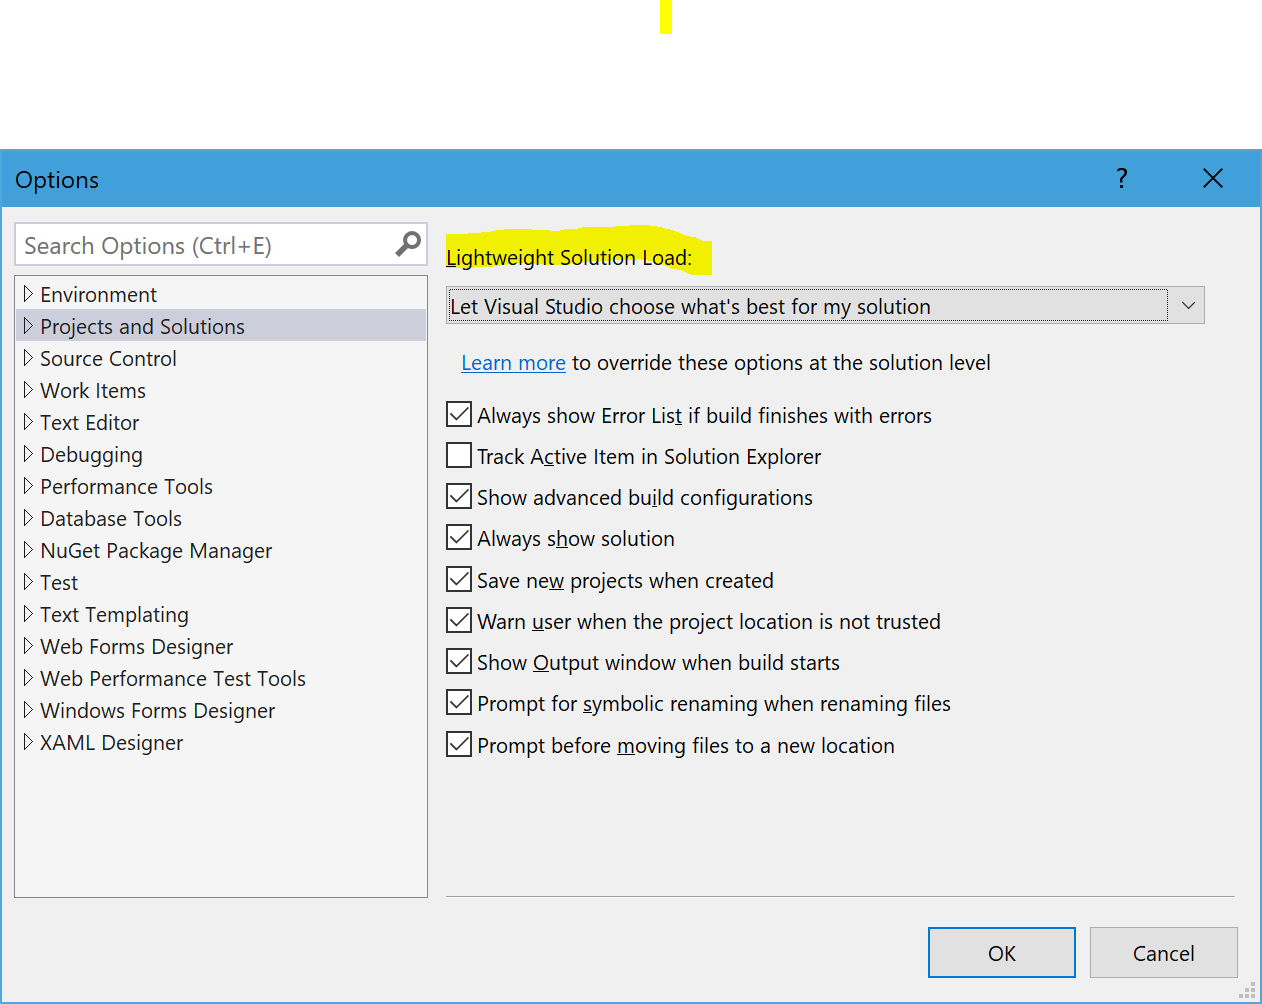 Options
?
Search Options (Ctrl+E)
Environment
Projects and Solutions
Source Control
Work Items
Text Editor
Debugging
Performance Tools
Database Tools
NuGet Package Manager
Test
Text Templating
Web Forms Designer
Web Performance Test Tools
Windows Forms Designer
XAML Designer
Lightweight Solution Load:
Let Visual Studio choose what's best for my solution
Learn more to override these options at the solution level
Always show Error List if build finishes with errors
Track Active Item in Solution Explorer
Show advanced build configurations
Always show solution
Save new projects when created
Warn user when the project location is not trusted
Show Output window when build starts
Prompt for symbolic renaming when renaming files
Prompt before moving files to a new location
OK
Cancel